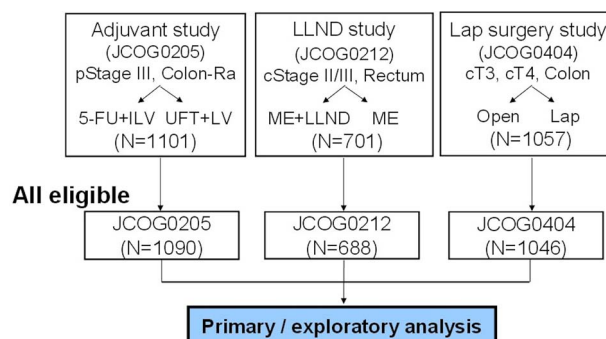 Adjuvant study
(JCOG0205)
pStage III, Colon-Ra
5-FU+ILV UFT+LV
(N=1101)
LLND study
(JCOG0212)
cStage II/III, Rectum
ME+LLND ME
(N=701)
Lap surgery study
(JCOG0404)
cT3, cT4, Colon
Open Lap
(N=1057)
All eligible
JCOG0205
(N=1090)
JCOG0212
(N=688)
JCOG0404
(N=1046)
Primary / exploratory analysis